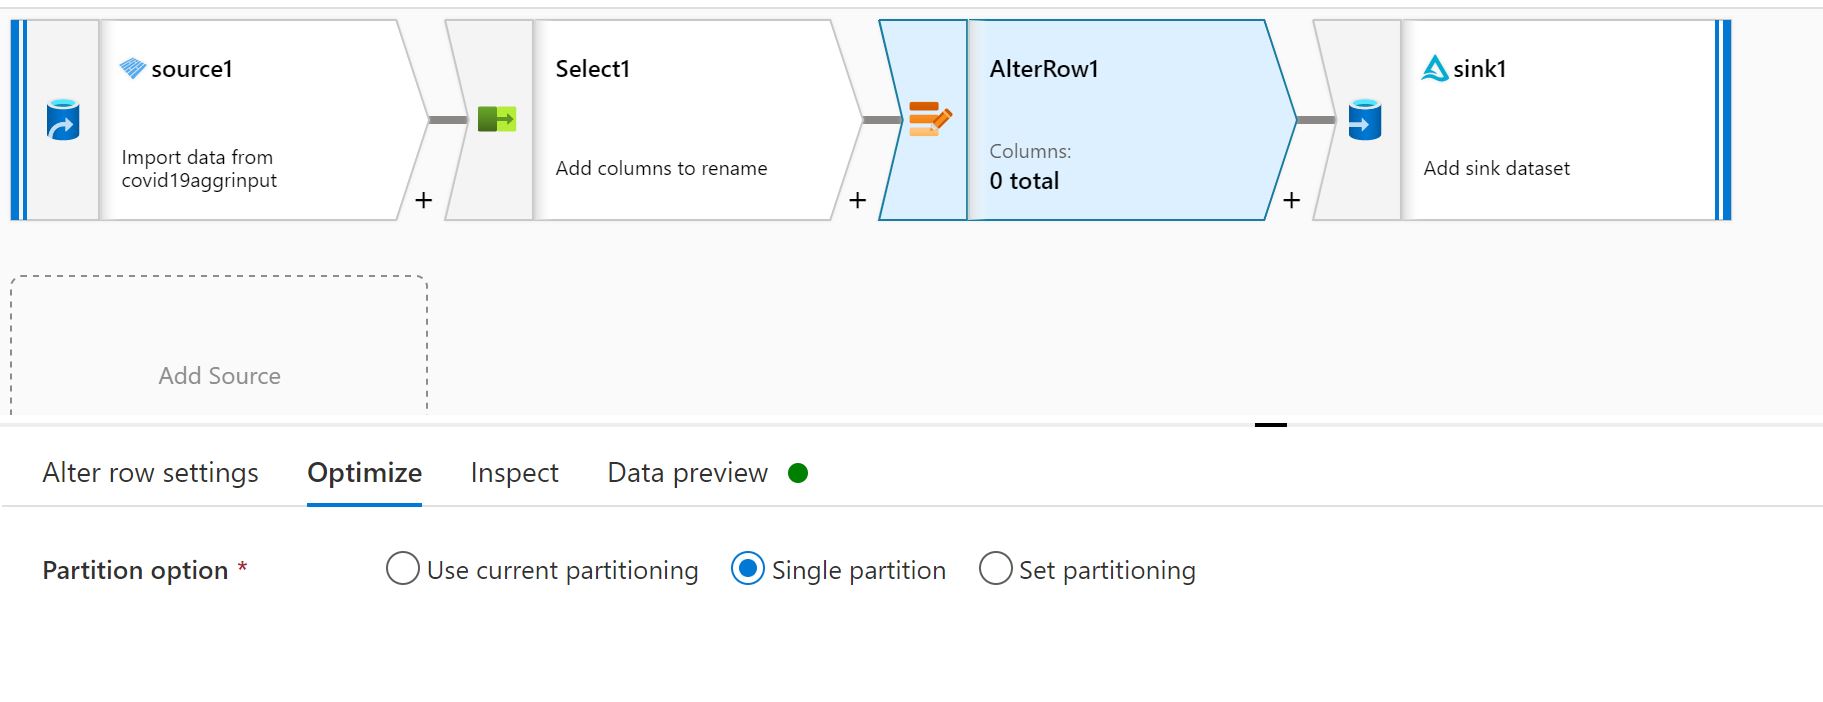 source1
Import data from
covid19aggrinput
+
Select1
Add columns to rename
+
AlterRow1
Columns:
0 total
+
sink1
Add sink dataset
Add Source
Alter row settings Optimize Inspect Data preview
Partition option * Use current partitioning Single partition Set partitioning